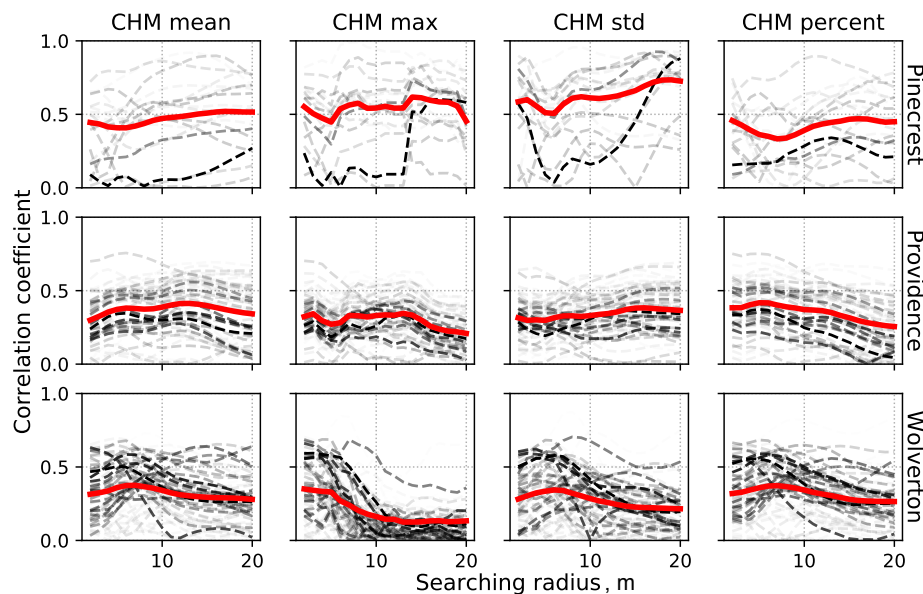 CHM mean
CHM max
CHM std
CHM percent
1.0
0.5
0.0
Pinecrest
Correlation coefficient
1.0
0.5
0.0
Providence
1.0
0.5
0.0
Wolverton
10
20
10
20
10
20
10
20
Searching radius, m